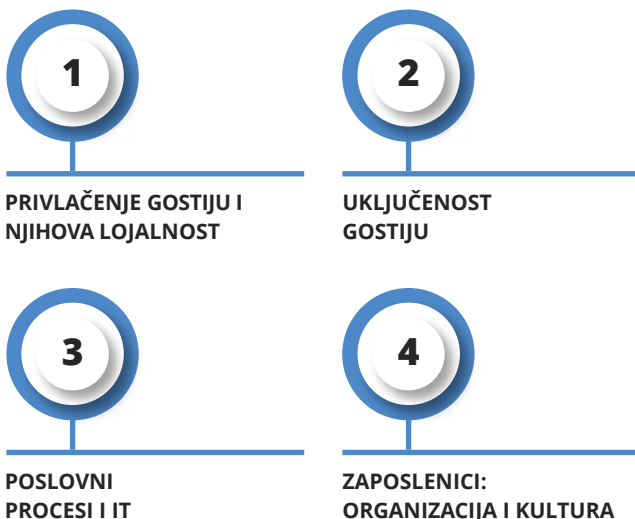 1
PRIVLAČENJE GOSTIJU I
NJIHOVA LOJALNOST
2
UKLJUČENOST
GOSTIJU
3
POSLOVNI
PROCESI I IT
4
ZAPOSLENICI:
ORGANIZACIJA I KULTURA